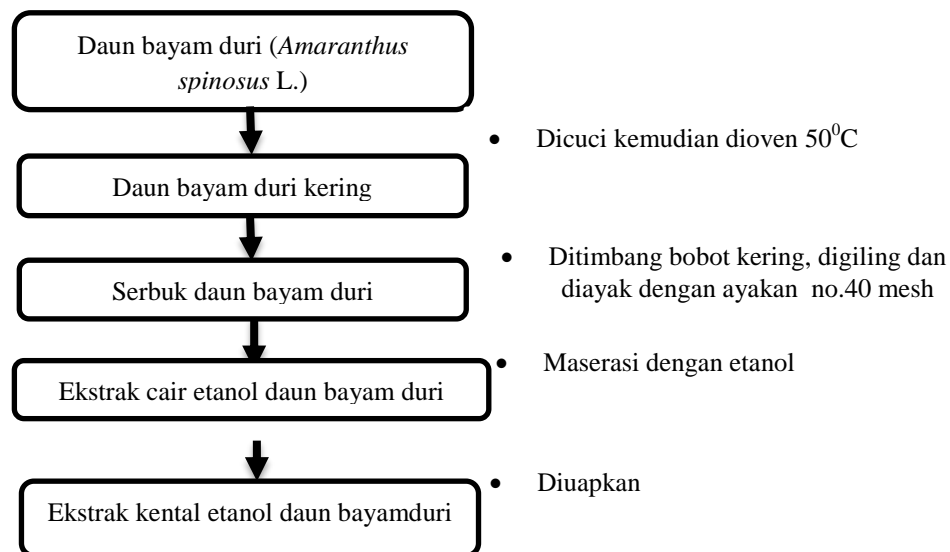 Daun bayam duri (Amaranthus
spinosus L.)
• Dicuci kemudian dioven 50⁰C
Daun bayam duri kering
• Ditimbang bobot kering, digiling dan
diayak dengan ayakan no.40 mesh
Serbuk daun bayam duri
• Maserasi dengan etanol
Ekstrak cair etanol daun bayam duri
• Diuapkan
Ekstrak kental etanol daun bayamduri